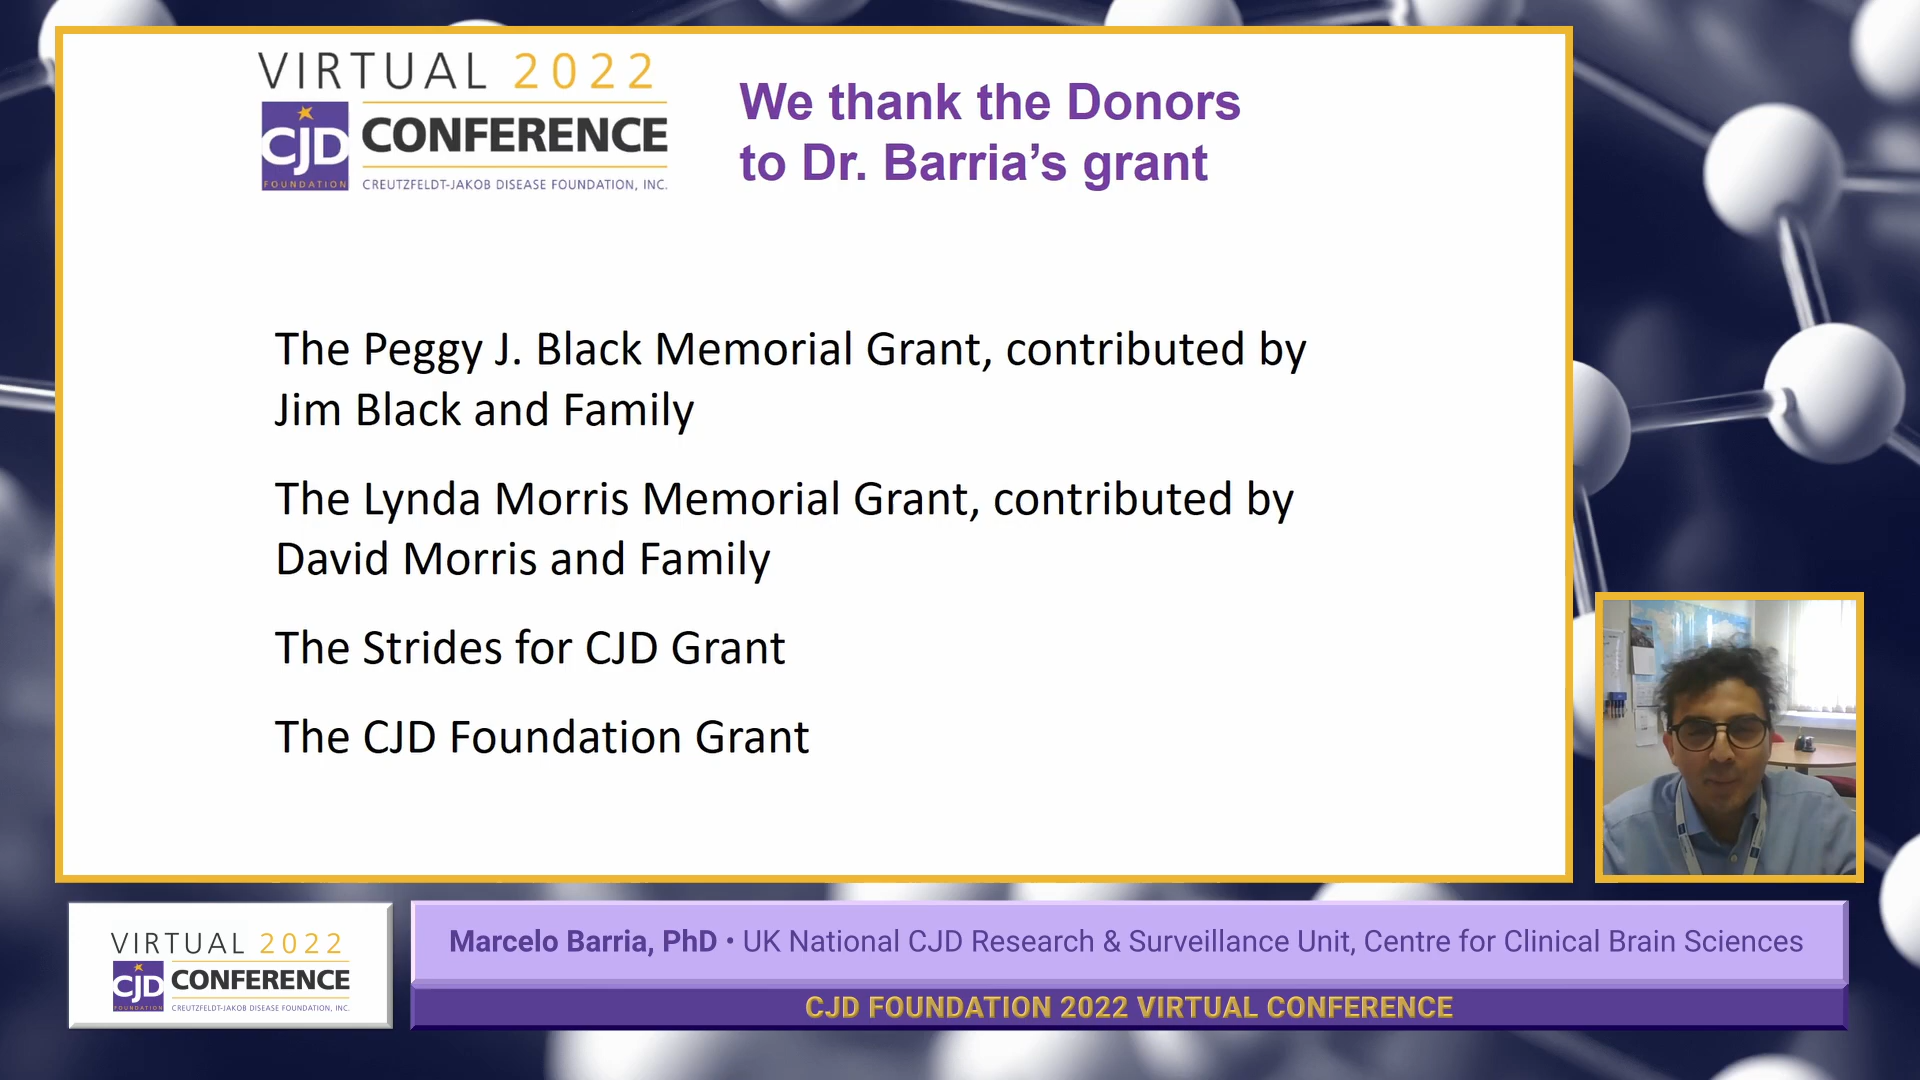 VIRTUAL 2022
CJD
FOUNDATION
CONFERENCE
CREUTZFELDT-JAKOB DISEASE FOUNDATION, INC.
We thank the Donors
to Dr. Barria’s grant
The Peggy J. Black Memorial Grant, contributed by
Jim Black and Family
The Lynda Morris Memorial Grant, contributed by
David Morris and Family
The Strides for CJD Grant
The CJD Foundation Grant
VIRTUAL 2022
CJD
FOUNDATION
CONFERENCE
CREUTZFELDT-JAKOB DISEASE FOUNDATION, INC.
Marcelo Barria, PhD • UK National CJD Research & Surveillance Unit, Centre for Clinical Brain Sciences
CJD FOUNDATION 2022 VIRTUAL CONFERENCE